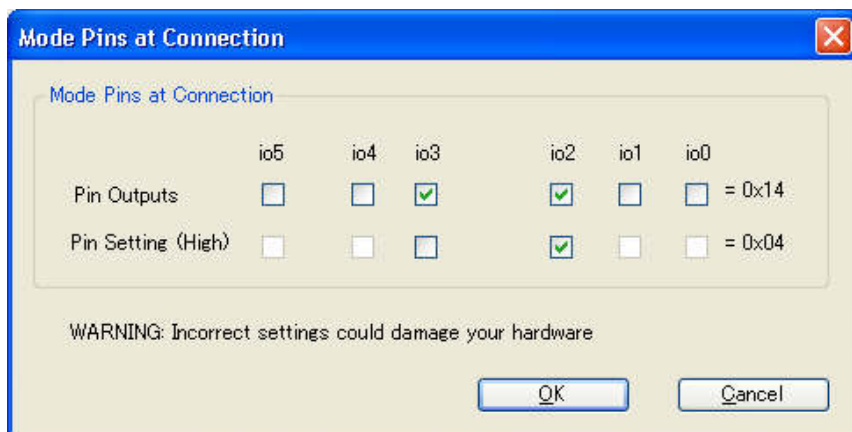 Mode Pins at Connection
Mode Pins at Connection
io5 io4 io3 io2 io1 io0
Pin Outputs = 0x14
Pin Setting (High) = 0x04
WARNING: Incorrect settings could damage your hardware
OK Cancel